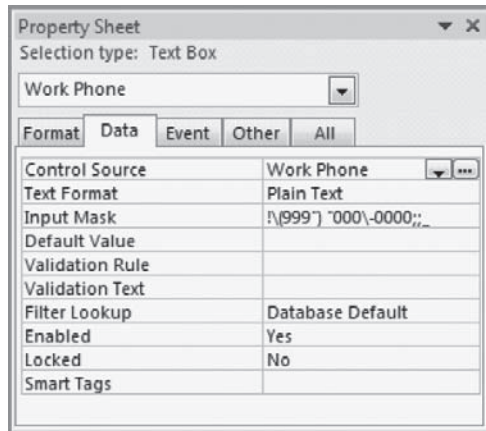 Property Sheet
Selection type: Text Box
Work Phone
Format Data Event Other All
Control Source Work Phone
Text Format Plain Text
Input Mask !\(999") "000\-0000;;_
Default Value
Validation Rule
Validation Text
Filter Lookup Database Default
Enabled Yes
Locked No
Smart Tags